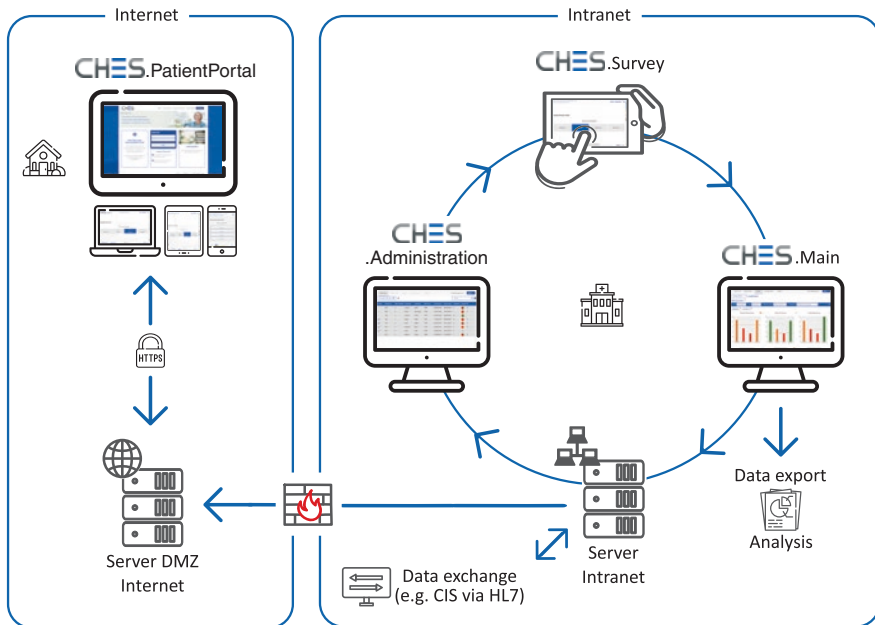 Internet
CHES.PatientPortal
HTTPS
Server DMZ
Internet
Intranet
CHES.Survey
CHES
.Administration
CHES.Main
Data export
Analysis
Server
Intranet
Data exchange
(e.g. CIS via HL7)